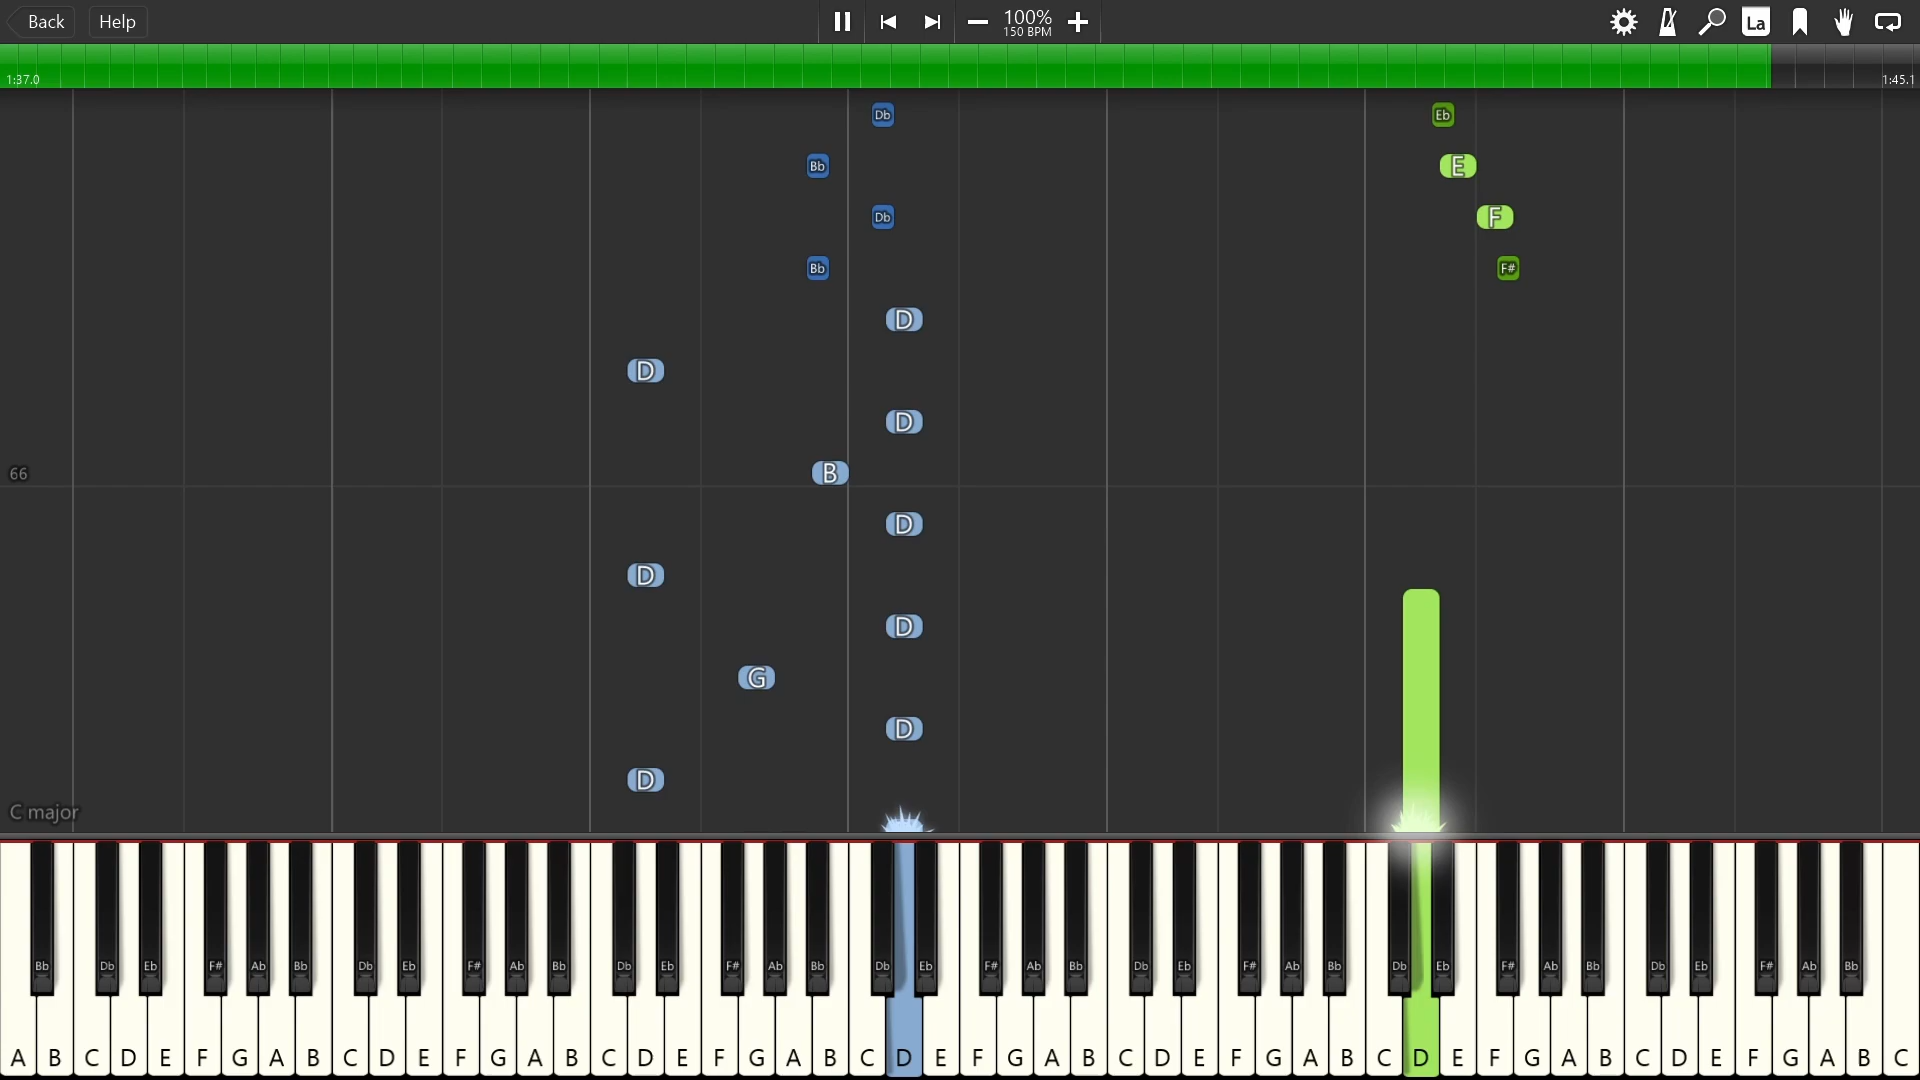 Back Help 100% La
150 BPM
1:37.0 1:45.1
Db Eb
Bb E
Db F
Bb F#
D
D
D
66 B
D
D
D
G
D
D
C major
Bb Db Eb F# Ab Bb Db Eb F# Ab Bb Db Eb F# Ab Bb Db Eb F# Ab Bb Db Eb F# Ab Bb Db Eb F# Ab Bb Db Eb F# Ab Bb
A B C D E F G A B C D E F G A B C D E F G A B C D E F G A B C D E F G A B C D E F G A B C D E F G A B C